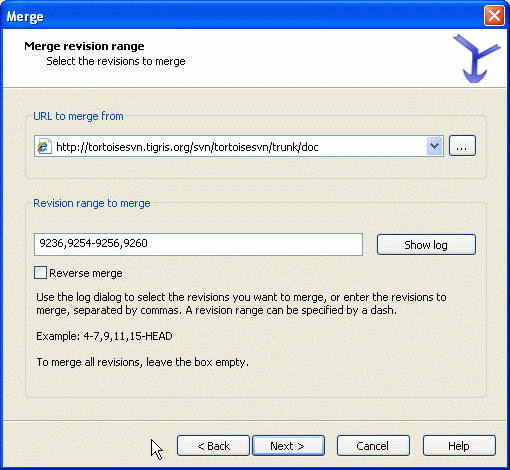 Merge
Merge revision range
Select the revisions to merge
URL to merge from
http://tortoisesvn.tigris.org/svn/tortoisesvn/trunk/doc
...
Revision range to merge
9236,9254-9256,9260
Show log
Reverse merge
Use the log dialog to select the revisions you want to merge, or enter the revisions to
merge, separated by commas. A revision range can be specified by a dash.
Example: 4-7,9,11,15-HEAD
To merge all revisions, leave the box empty.
< Back
Next >
Cancel
Help